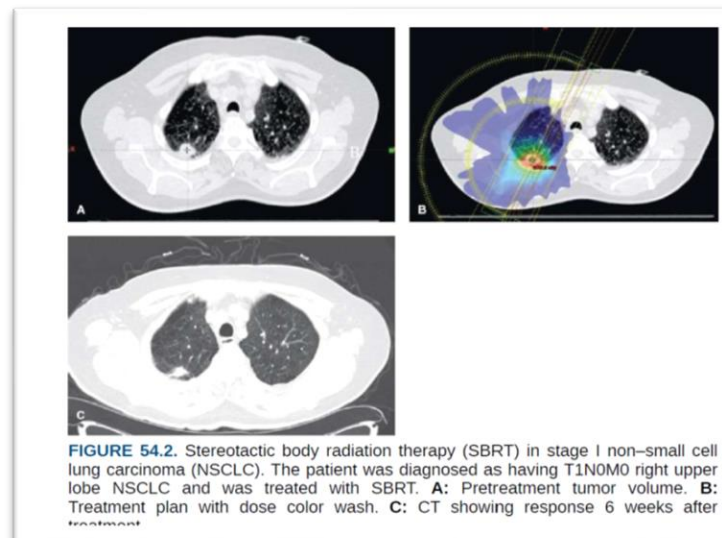 A
B
C
FIGURE 54.2. Stereotactic body radiation therapy (SBRT) in stage I non–small cell
lung carcinoma (NSCLC). The patient was diagnosed as having T1N0M0 right upper
lobe NSCLC and was treated with SBRT. A: Pretreatment tumor volume. B:
Treatment plan with dose color wash. C: CT showing response 6 weeks after
treatment